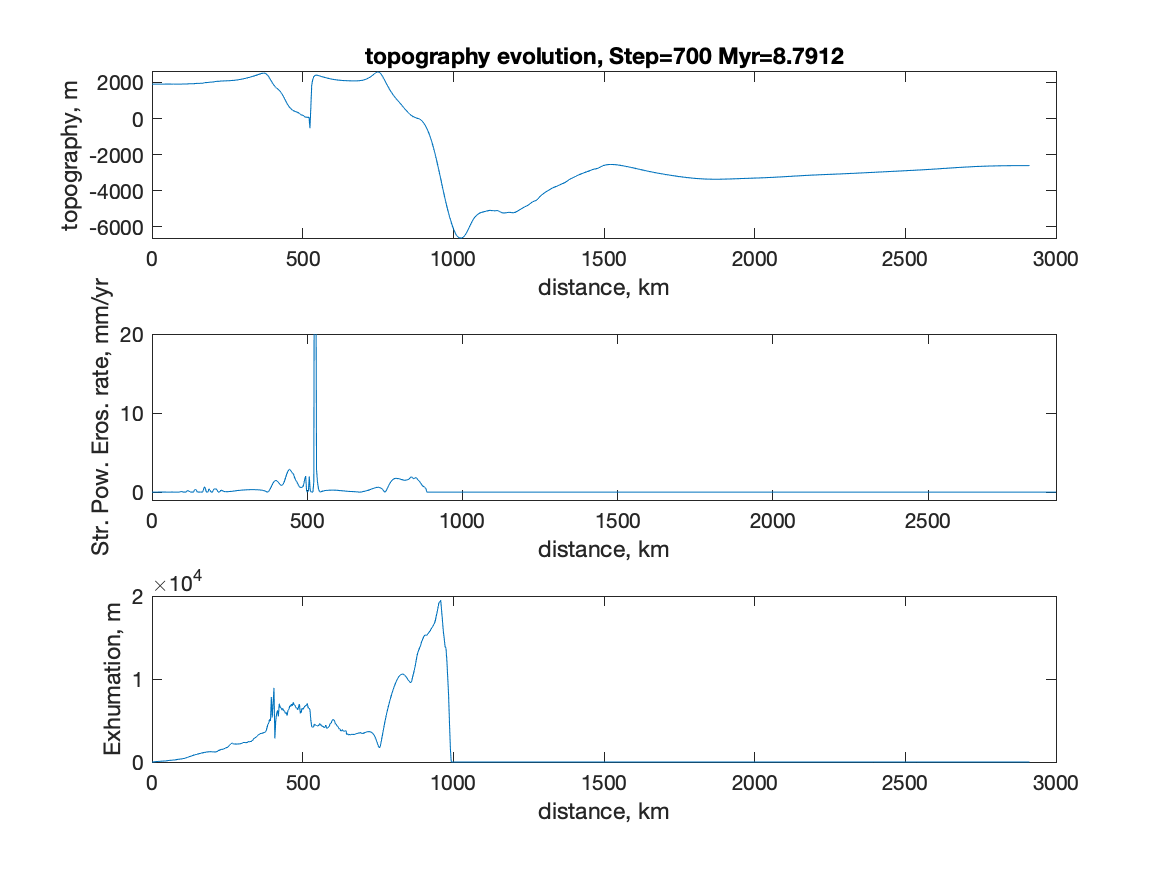 topography evolution, Step=700 Myr=8.7912
topography, m
2000
0
-2000
-4000
-6000
0 500 1000 1500 2000 2500 3000
distance, km
Str. Pow. Eros. rate, mm/yr
20
10
0
0 500 1000 1500 2000 2500
distance, km
×10^4
Exhumation, m
2
1
0
0 500 1000 1500 2000 2500 3000
distance, km